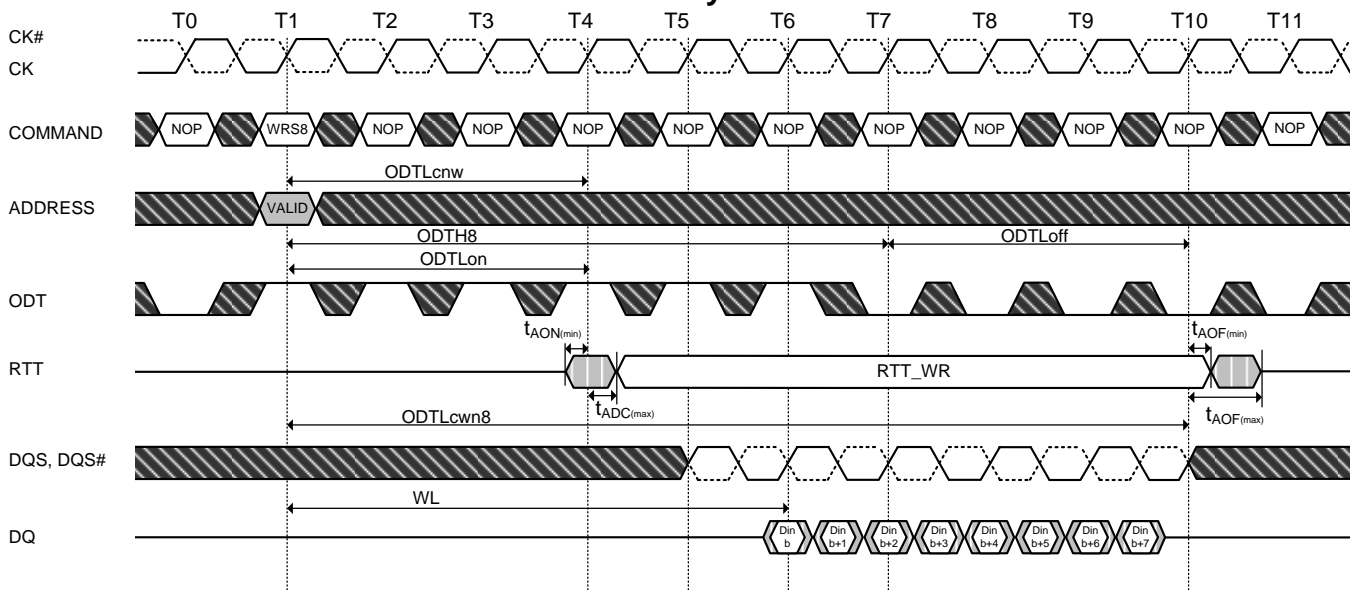 T0 T1 T2 T3 T4 T5 T6 T7 T8 T9 T10 T11
CK#
CK
COMMAND NOP WRS8 NOP NOP NOP NOP NOP NOP NOP NOP NOP NOP
ODTLcnw
ADDRESS VALID
ODTH8 ODTLoff
ODTLon
ODT
tAON(min) tAOF(min)
RTT RTT_WR
tADC(max) tAOF(max)
ODTLcwn8
DQS, DQS#
WL
DQ Din b Din b+1 Din b+2 Din b+3 Din b+4 Din b+5 Din b+6 Din b+7